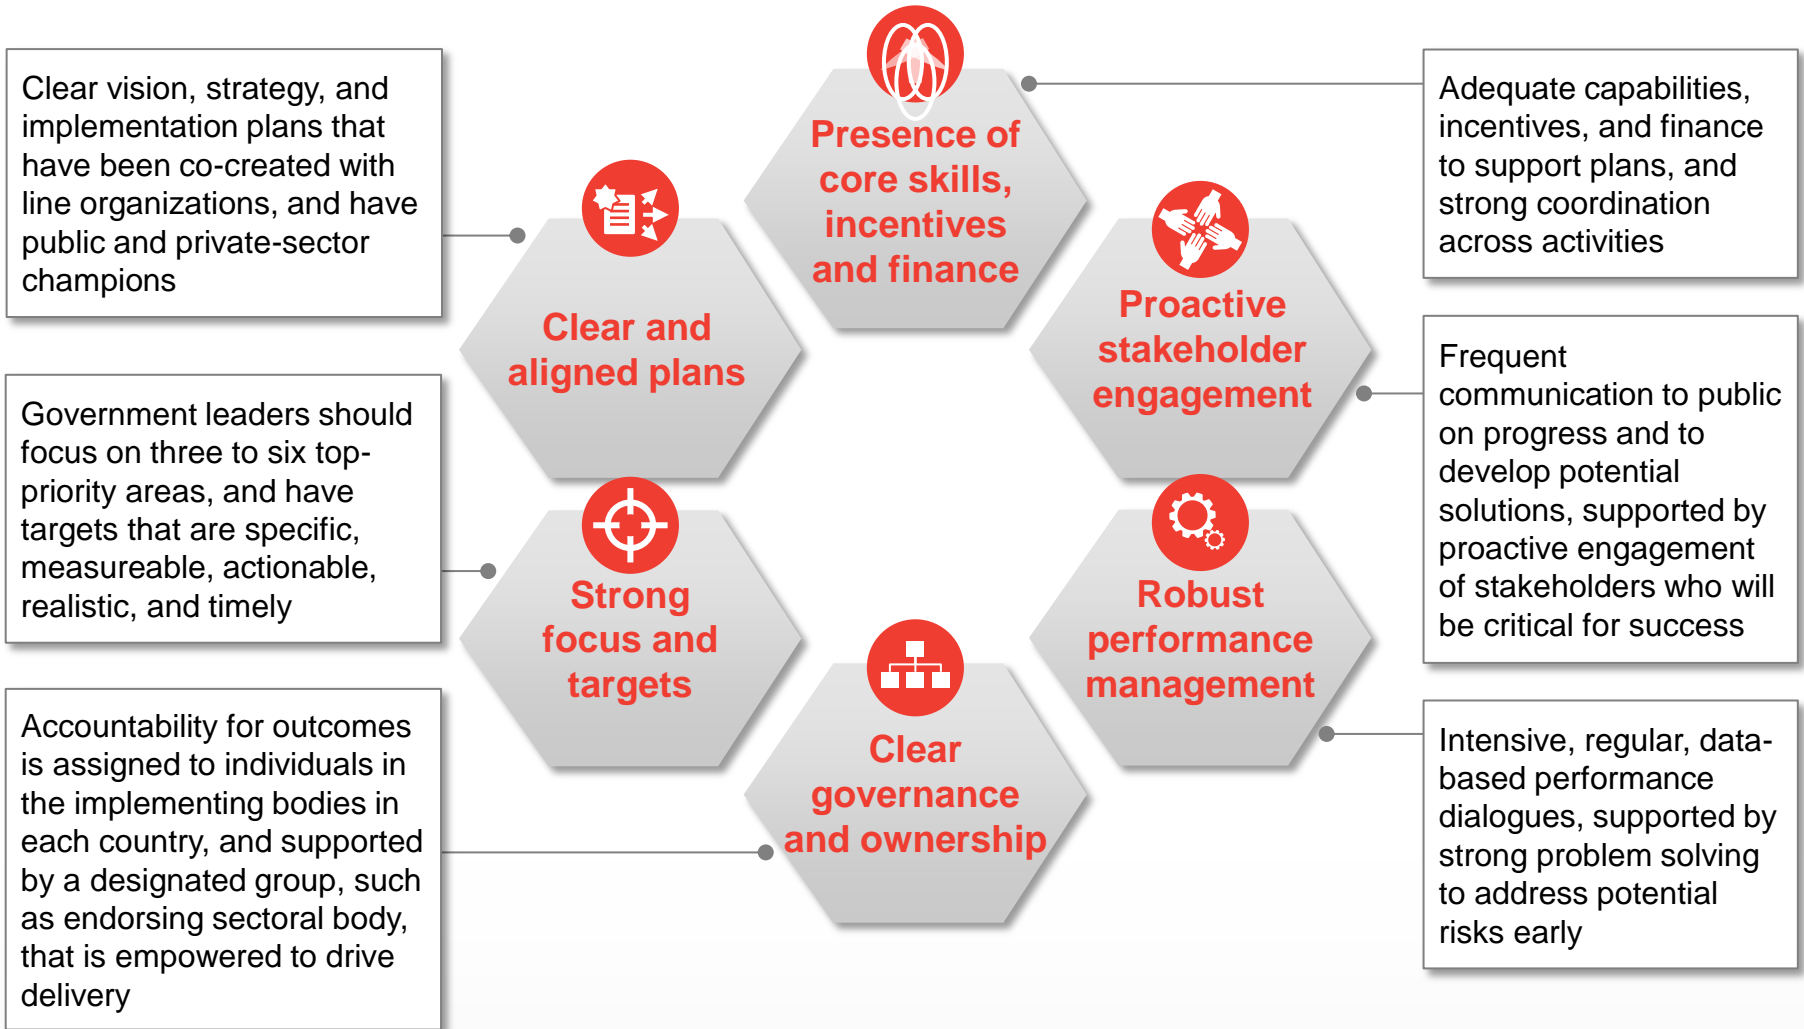 Clear vision, strategy, and
implementation plans that
have been co-created with
line organizations, and have
public and private-sector
champions
Government leaders should
focus on three to six top-
priority areas, and have
targets that are specific,
measureable, actionable,
realistic, and timely
Accountability for outcomes
is assigned to individuals in
the implementing bodies in
each country, and supported
by a designated group, such
as endorsing sectoral body,
that is empowered to drive
delivery
Presence of
core skills,
incentives
and finance
Clear and
aligned plans
Proactive
stakeholder
engagement
Strong
focus and
targets
Robust
performance
management
Clear
governance
and ownership
Adequate capabilities,
incentives, and finance
to support plans, and
strong coordination
across activities
Frequent
communication to public
on progress and to
develop potential
solutions, supported by
proactive engagement
of stakeholders who will
be critical for success
Intensive, regular, data-
based performance
dialogues, supported by
strong problem solving
to address potential
risks early